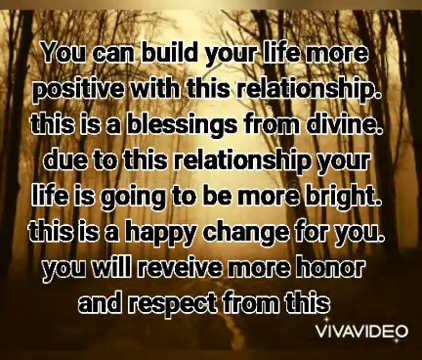 You can build your life more
positive with this relationship.
this is a blessings from divine.
due to this relationship your
life is going to be more bright.
this is a happy change for you.
you will reveive more honor
and respect from this
VIVAVIDEO